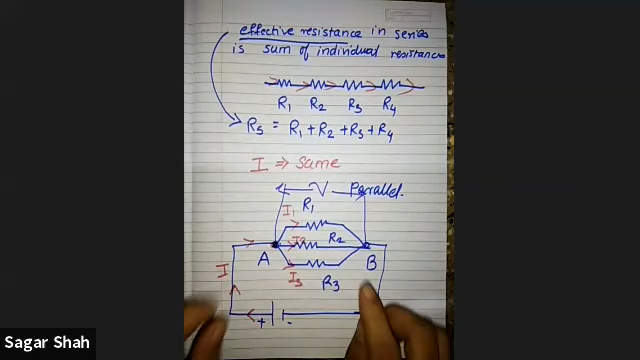 effective resistance in series
is sum of individual resistances
R1 R2 R3 R4
Rs = R1 + R2 + R3 + R4
I ⇒ same
V Parallel.
I1 R1
I2 R2
A B
I
I3 R3
+ -
Sagar Shah